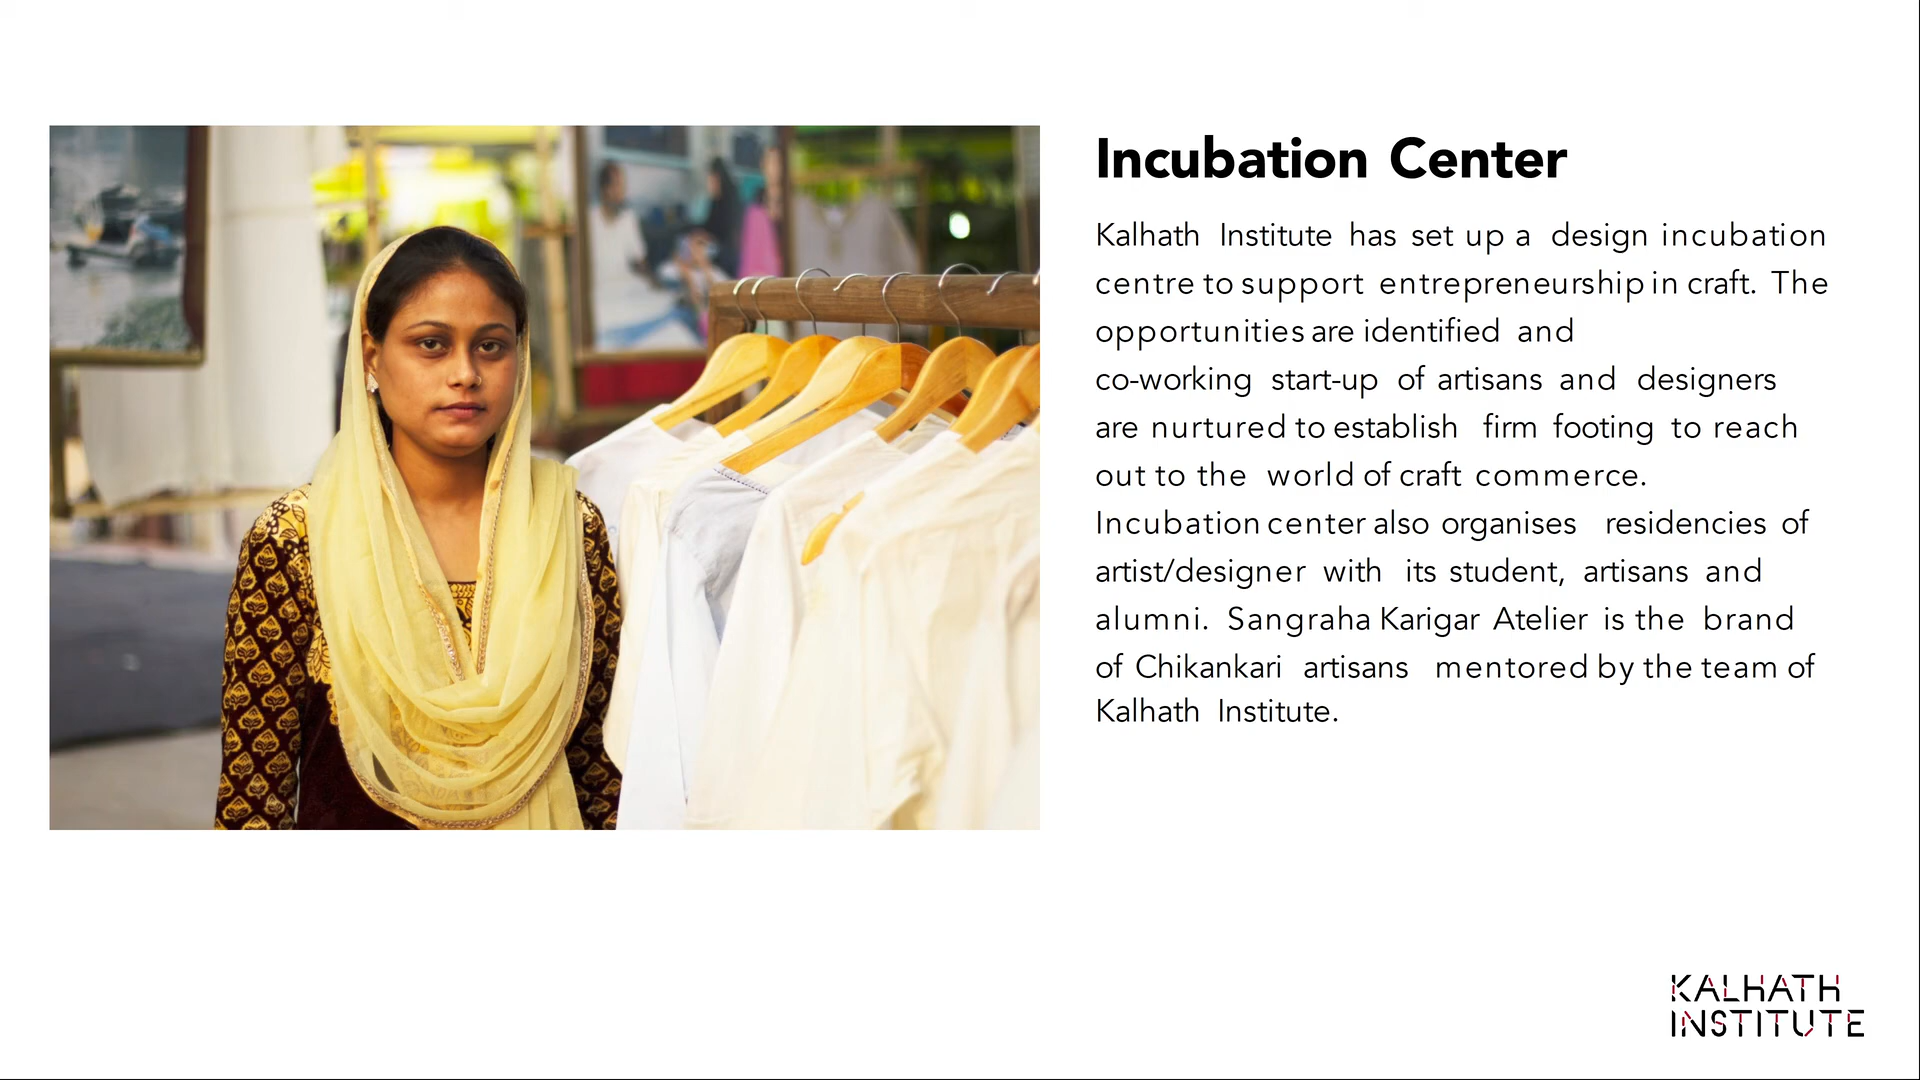 Incubation Center
Kalhath Institute has set up a design incubation
centre to support entrepreneurship in craft. The
opportunities are identified and
co-working start-up of artisans and designers
are nurtured to establish firm footing to reach
out to the world of craft commerce.
Incubation center also organises residencies of
artist/designer with its student, artisans and
alumni. Sangraha Karigar Atelier is the brand
of Chikankari artisans mentored by the team of
Kalhath Institute.
KALHATH
INSTITUTE